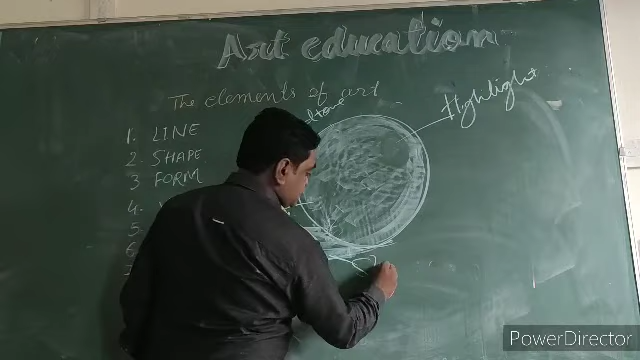 Art education
The elements of art
Highlight
1. LINE
2. SHAPE
3 FORM
4.
5.
6
PowerDirector